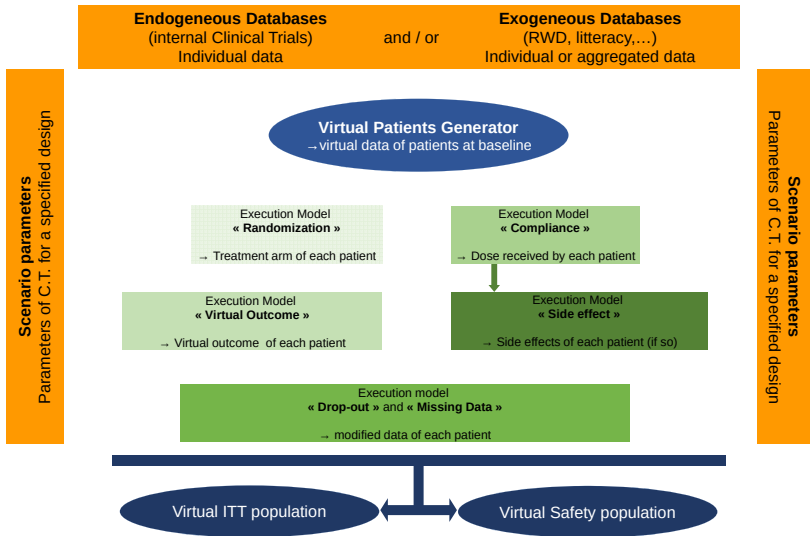 Endogeneous Databases
(internal Clinical Trials)
Individual data
and / or
Exogeneous Databases
(RWD, litteracy,…)
Individual or aggregated data
Scenario parameters
Parameters of C.T. for a specified design
Virtual Patients Generator
→virtual data of patients at baseline
Execution Model
« Randomization »
→ Treatment arm of each patient
Execution Model
« Compliance »
→ Dose received by each patient
Execution Model
« Virtual Outcome »
→ Virtual outcome of each patient
Execution Model
« Side effect »
→ Side effects of each patient (if so)
Execution model
« Drop-out » and « Missing Data »
→ modified data of each patient
Scenario parameters
Parameters of C.T. for a specified design
Virtual ITT population
Virtual Safety population